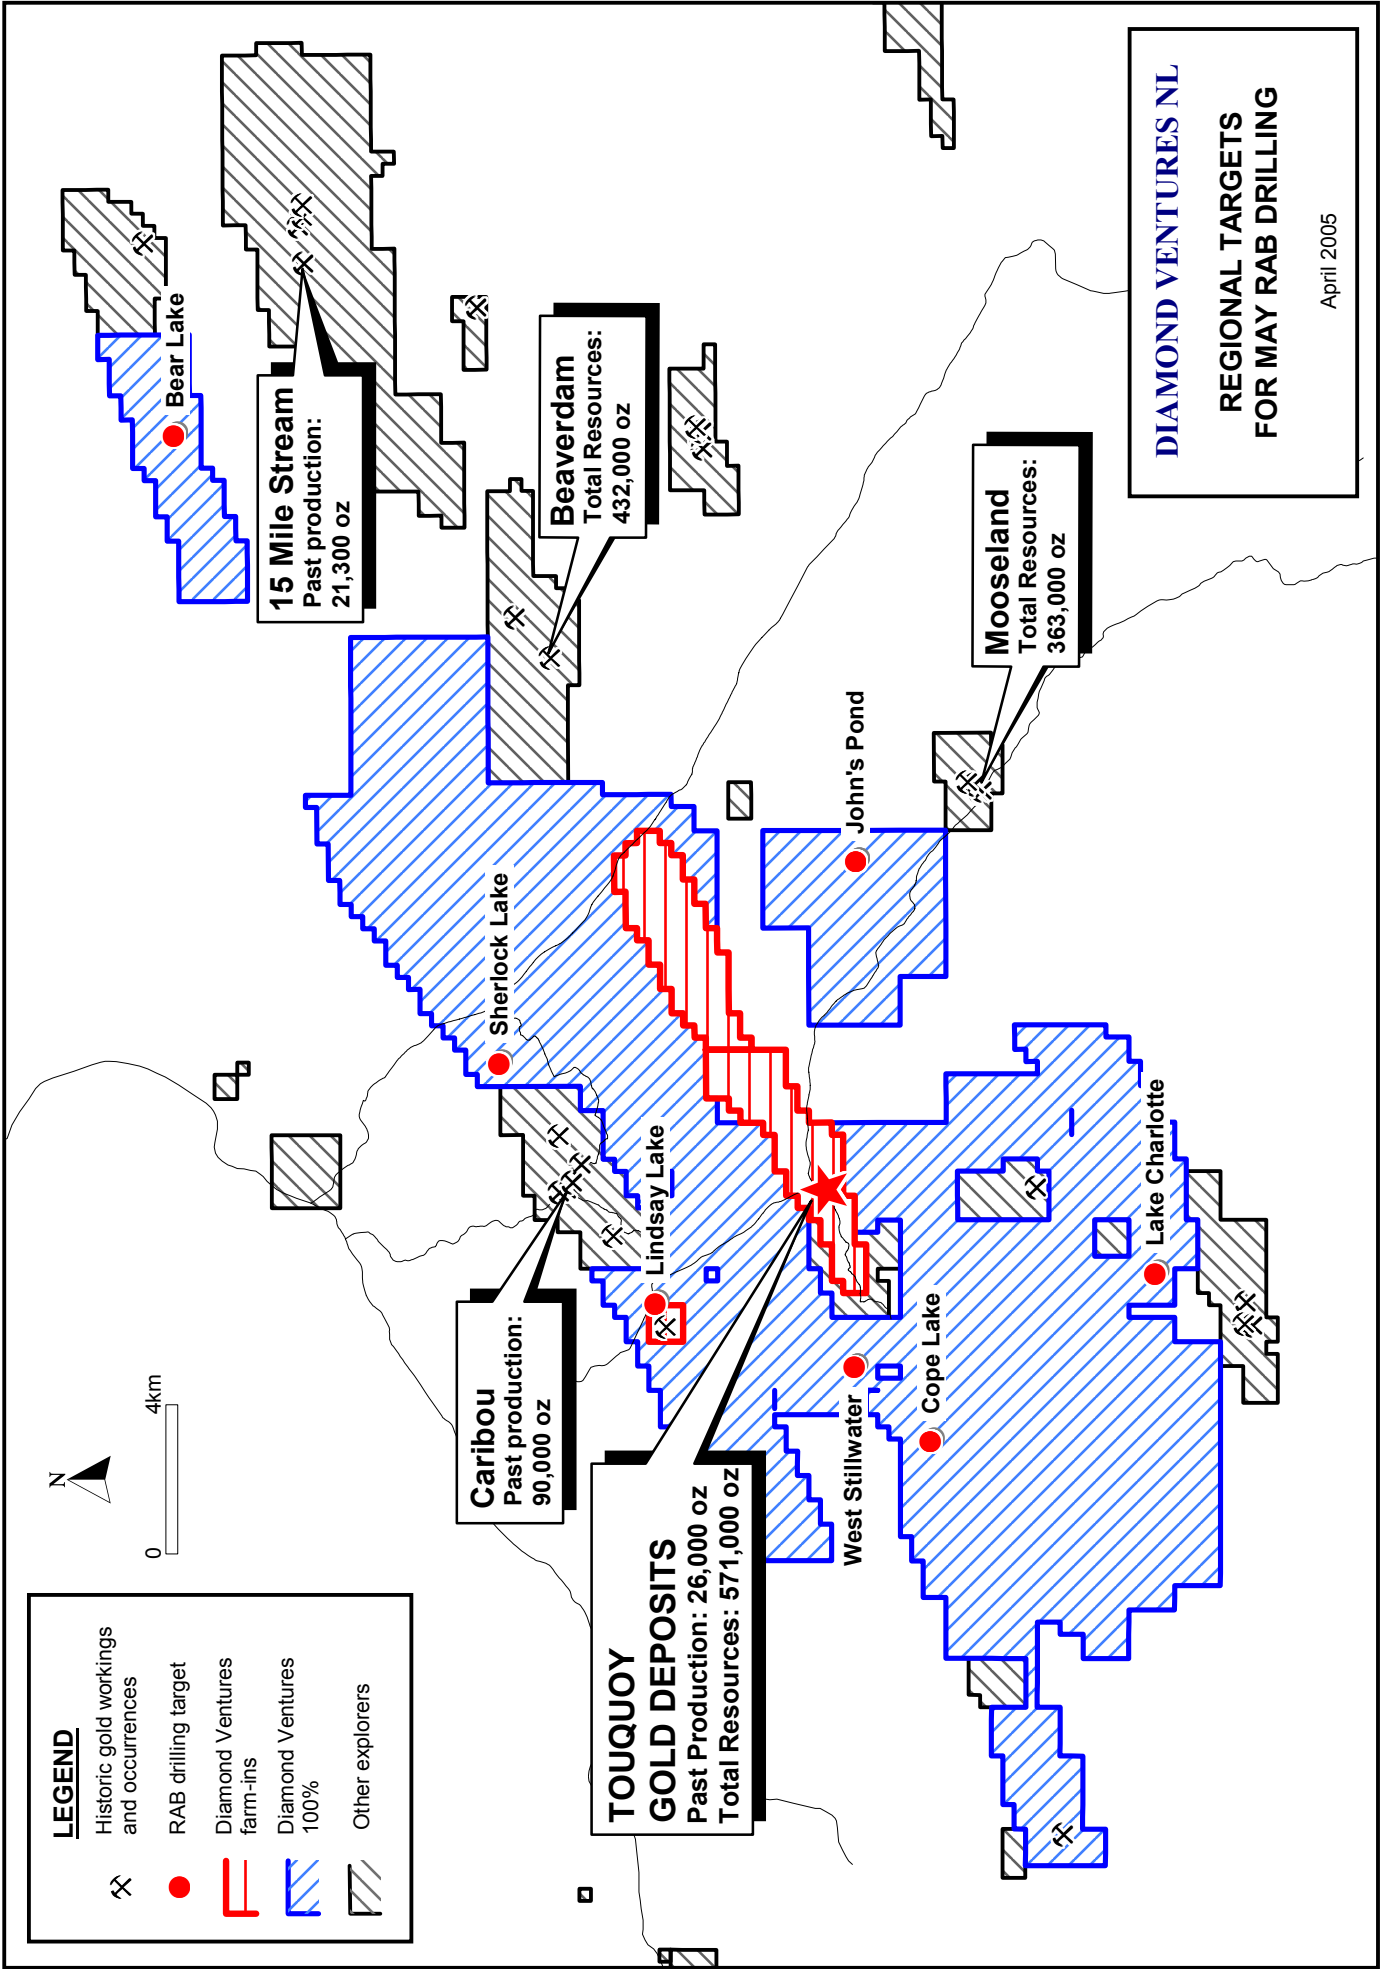 LEGEND
Historic gold workings
and occurrences
RAB drilling target
Diamond Ventures
farm-ins
Diamond Ventures
100%
Other explorers
N
0
4km
Bear Lake
15 Mile Stream
Past production:
21,300 oz
Beaverdam
Total Resources:
432,000 oz
Sherlock Lake
Caribou
Past production:
90,000 oz
Lindsay Lake
TOUQUOY
GOLD DEPOSITS
Past Production: 26,000 oz
Total Resources: 571,000 oz
John's Pond
Mooseland
Total Resources:
363,000 oz
West Stillwater
Cope Lake
Lake Charlotte
DIAMOND VENTURES NL
REGIONAL TARGETS
FOR MAY RAB DRILLING
April 2005